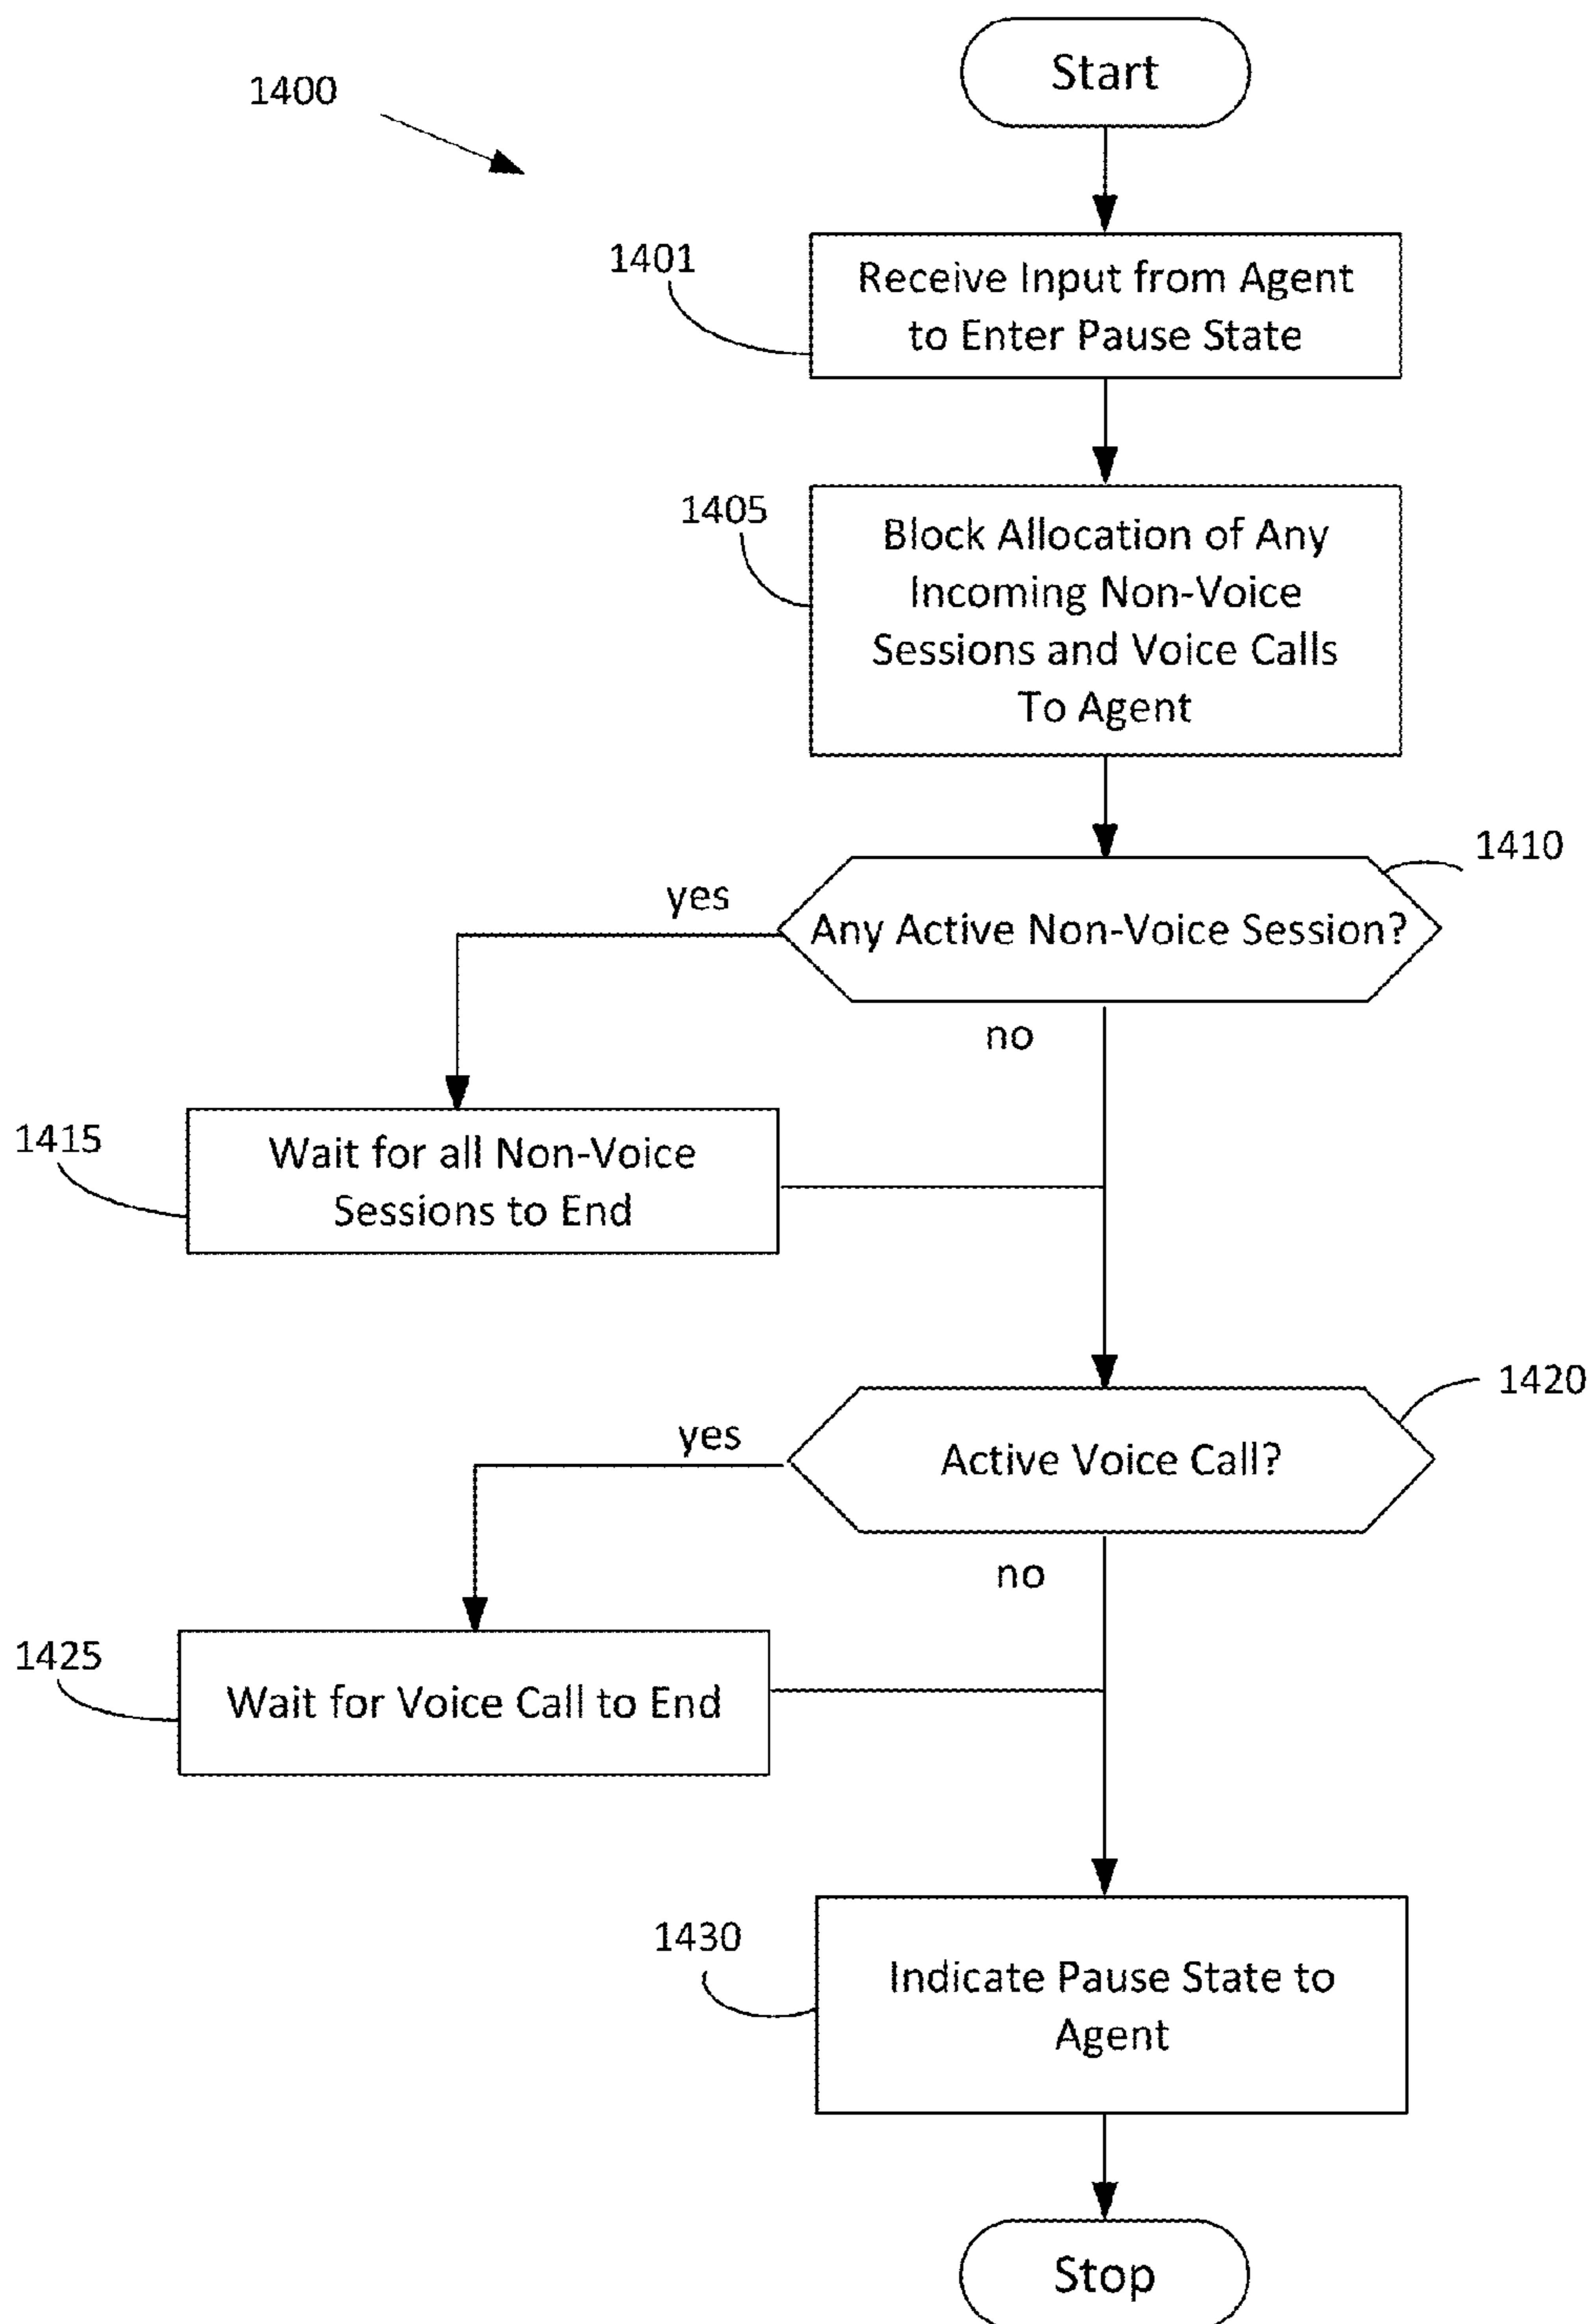 Start
1400
1401
Receive Input from Agent
to Enter Pause State
1405
Block Allocation of Any
Incoming Non-Voice
Sessions and Voice Calls
To Agent
1410
yes
Any Active Non-Voice Session?
no
1415
Wait for all Non-Voice
Sessions to End
1420
yes
Active Voice Call?
no
1425
Wait for Voice Call to End
1430
Indicate Pause State to
Agent
Stop